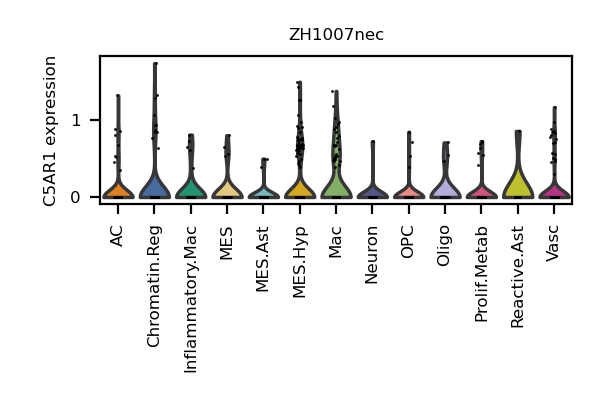 ZH1007nec
C5AR1 expression
1
0
AC
Chromatin.Reg
Inflammatory.Mac
MES
MES.Ast
MES.Hyp
Mac
Neuron
OPC
Oligo
Prolif.Metab
Reactive.Ast
Vasc